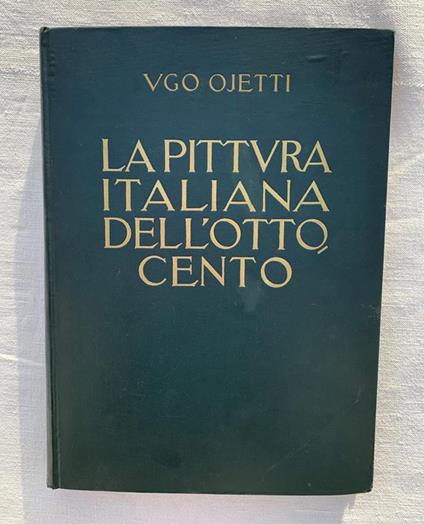 VGO OJETTI
LA PITTVRA
ITALIANA
DELL'OTTO
CENTO